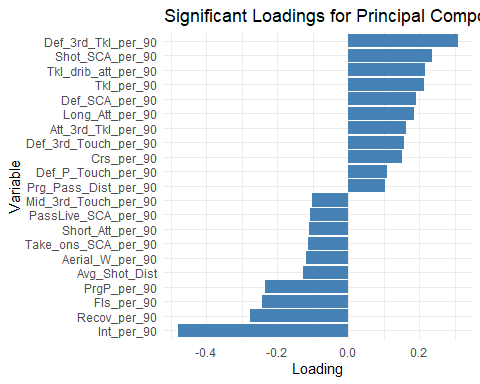 Significant Loadings for Principal Compo
Def_3rd_Tkl_per_90
Shot_SCA_per_90
Tkl_drib_att_per_90
Tkl_per_90
Def_SCA_per_90
Long_Att_per_90
Att_3rd_Tkl_per_90
Def_3rd_Touch_per_90
Crs_per_90
Def_P_Touch_per_90
Prg_Pass_Dist_per_90
Mid_3rd_Touch_per_90
PassLive_SCA_per_90
Short_Att_per_90
Take_ons_SCA_per_90
Aerial_W_per_90
Avg_Shot_Dist
PrgP_per_90
Fls_per_90
Recov_per_90
Int_per_90
Variable
-0.4 -0.2 0.0 0.2
Loading